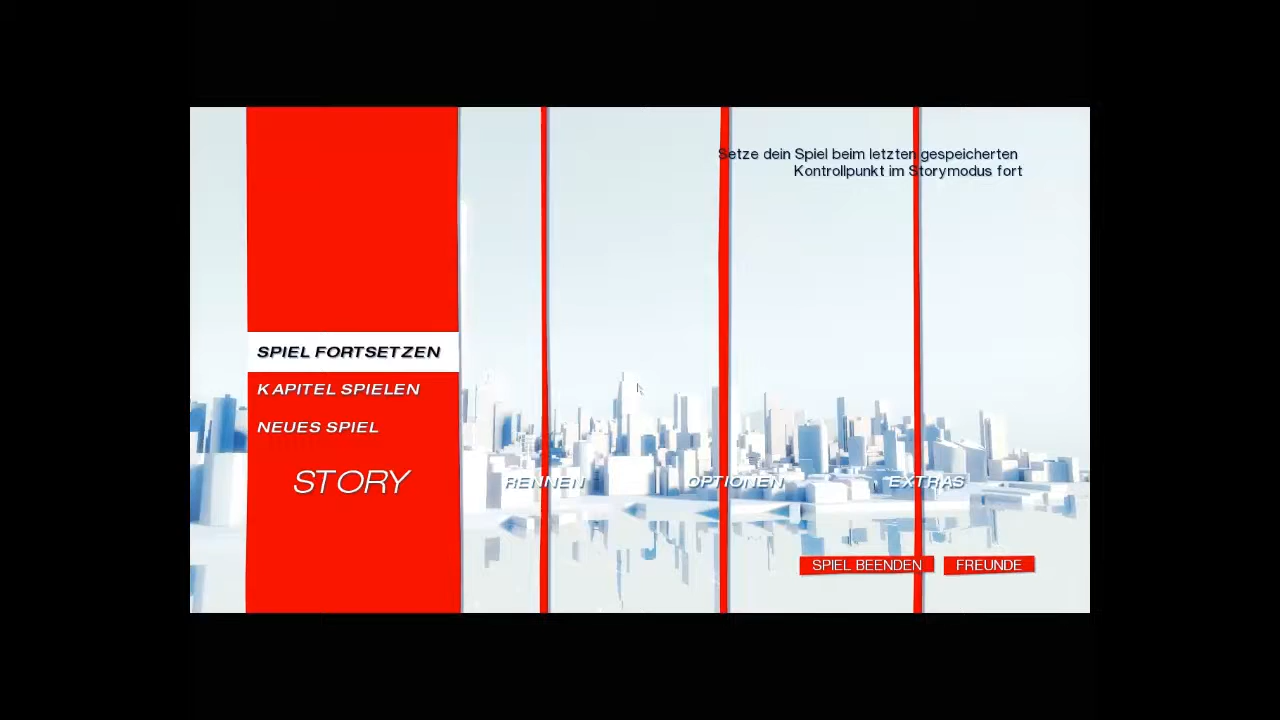 Setze dein Spiel beim letzten gespeicherten
Kontrollpunkt im Storymodus fort
SPIEL FORTSETZEN
KAPITEL SPIELEN
NEUES SPIEL
STORY
RENNEN
OPTIONEN
EXTRAS
SPIEL BEENDEN
FREUNDE